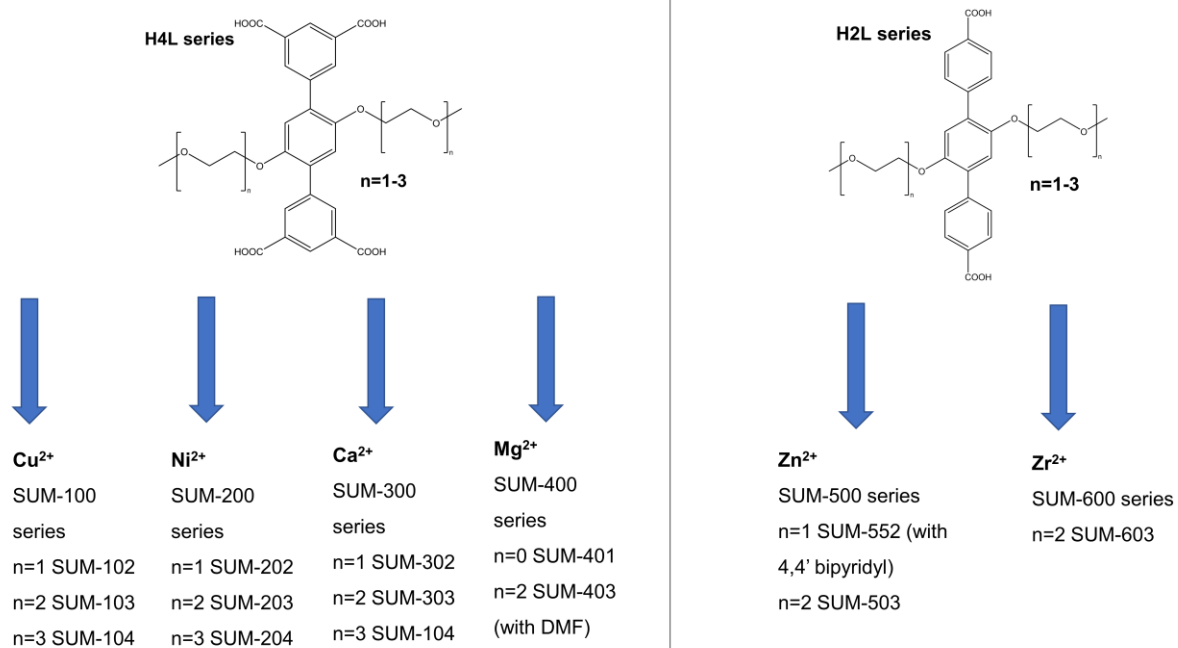 H4L series
HOOC
COOH
O
O
n
O
O
n
n=1-3
HOOC
COOH
Cu²⁺
SUM-100
series
n=1 SUM-102
n=2 SUM-103
n=3 SUM-104
Ni²⁺
SUM-200
series
n=1 SUM-202
n=2 SUM-203
n=3 SUM-204
Ca²⁺
SUM-300
series
n=1 SUM-302
n=2 SUM-303
n=3 SUM-104
Mg²⁺
SUM-400
series
n=0 SUM-401
n=2 SUM-403
(with DMF)
H2L series
COOH
O
O
n
O
O
n
n=1-3
COOH
Zn²⁺
SUM-500 series
n=1 SUM-552 (with
4,4’ bipyridyl)
n=2 SUM-503
Zr²⁺
SUM-600 series
n=2 SUM-603